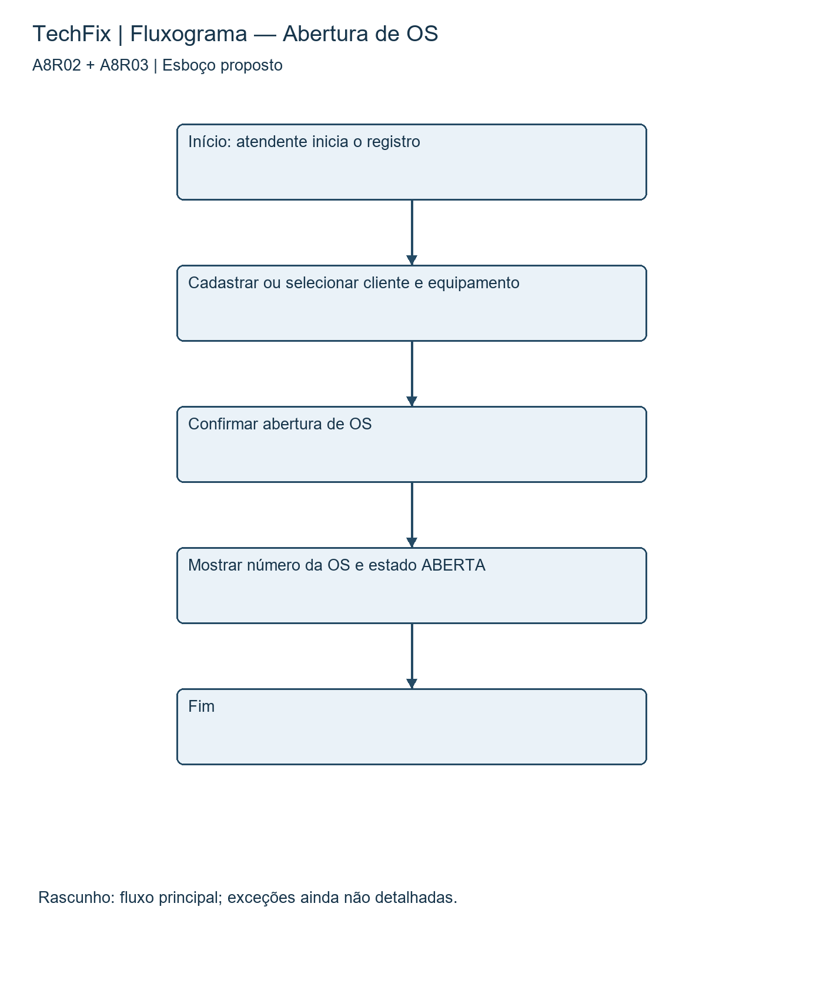 TechFix | Fluxograma — Abertura de OS
A8R02 + A8R03 | Esboço proposto
Início: atendente inicia o registro
Cadastrar ou selecionar cliente e equipamento
Confirmar abertura de OS
Mostrar número da OS e estado ABERTA
Fim
Rascunho: fluxo principal; exceções ainda não detalhadas.